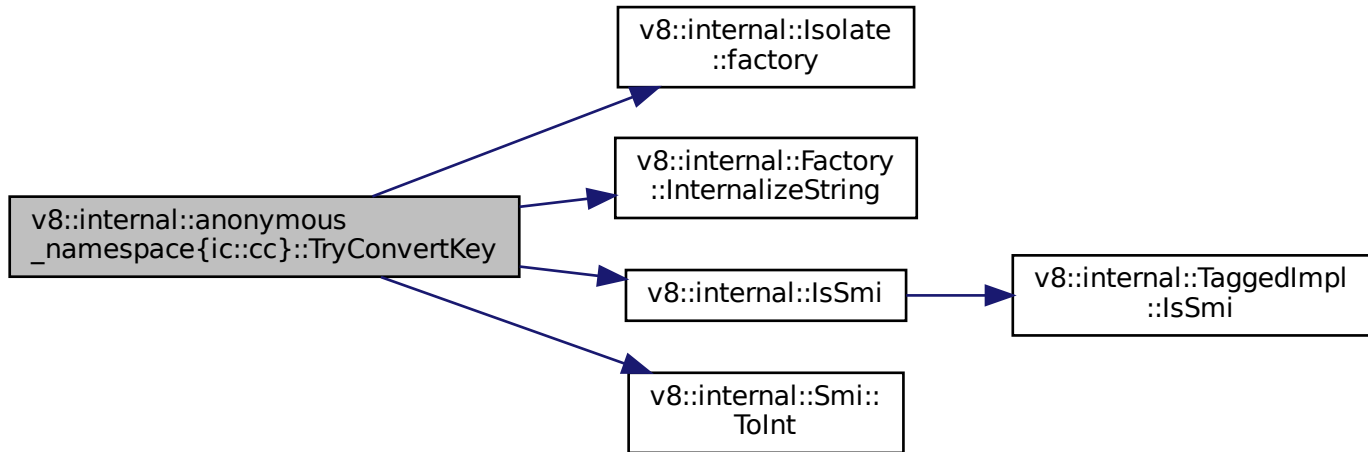 v8::internal::Isolate
::factory
v8::internal::Factory
::InternalizeString
v8::internal::anonymous
_namespace{ic::cc}::TryConvertKey
v8::internal::IsSmi
v8::internal::TaggedImpl
::IsSmi
v8::internal::Smi::
ToInt